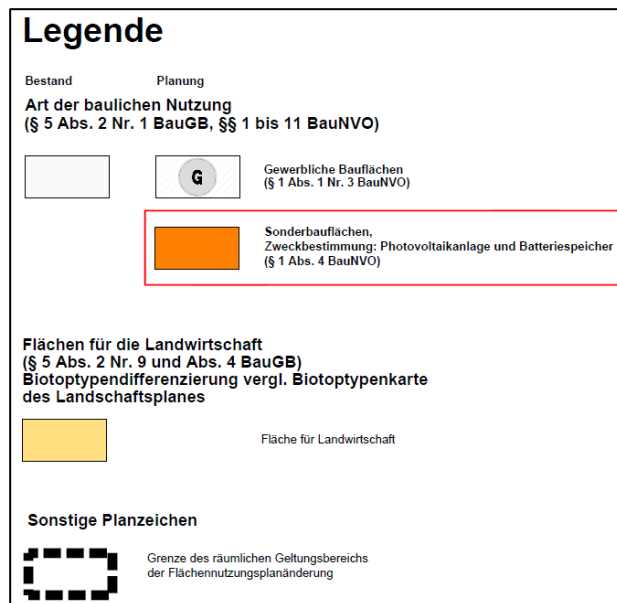 Legende
Bestand Planung
Art der baulichen Nutzung
(§ 5 Abs. 2 Nr. 1 BauGB, §§ 1 bis 11 BauNVO)
G
Gewerbliche Bauflächen
(§ 1 Abs. 1 Nr. 3 BauNVO)
Sonderbauflächen,
Zweckbestimmung: Photovoltaikanlage und Batteriespeicher
(§ 1 Abs. 4 BauNVO)
Flächen für die Landwirtschaft
(§ 5 Abs. 2 Nr. 9 und Abs. 4 BauGB)
Biotoptypendifferenzierung vergl. Biotoptypenkarte
des Landschaftsplanes
Fläche für Landwirtschaft
Sonstige Planzeichen
Grenze des räumlichen Geltungsbereichs
der Flächennutzungsplanänderung